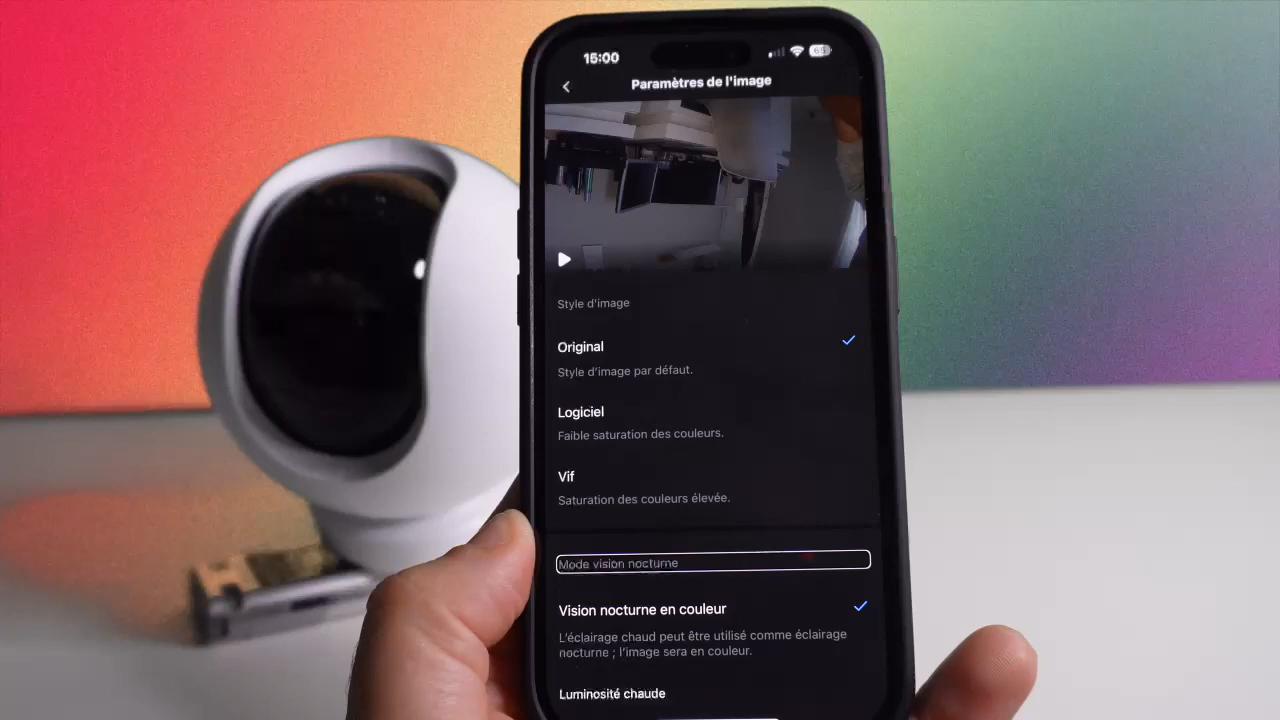 15:00
69
Paramètres de l'image
Style d'image
Original
Style d'image par défaut.
Logiciel
Faible saturation des couleurs.
Vif
Saturation des couleurs élevée.
Mode vision nocturne
Vision nocturne en couleur
L'éclairage chaud peut être utilisé comme éclairage
nocturne ; l'image sera en couleur.
Luminosité chaude